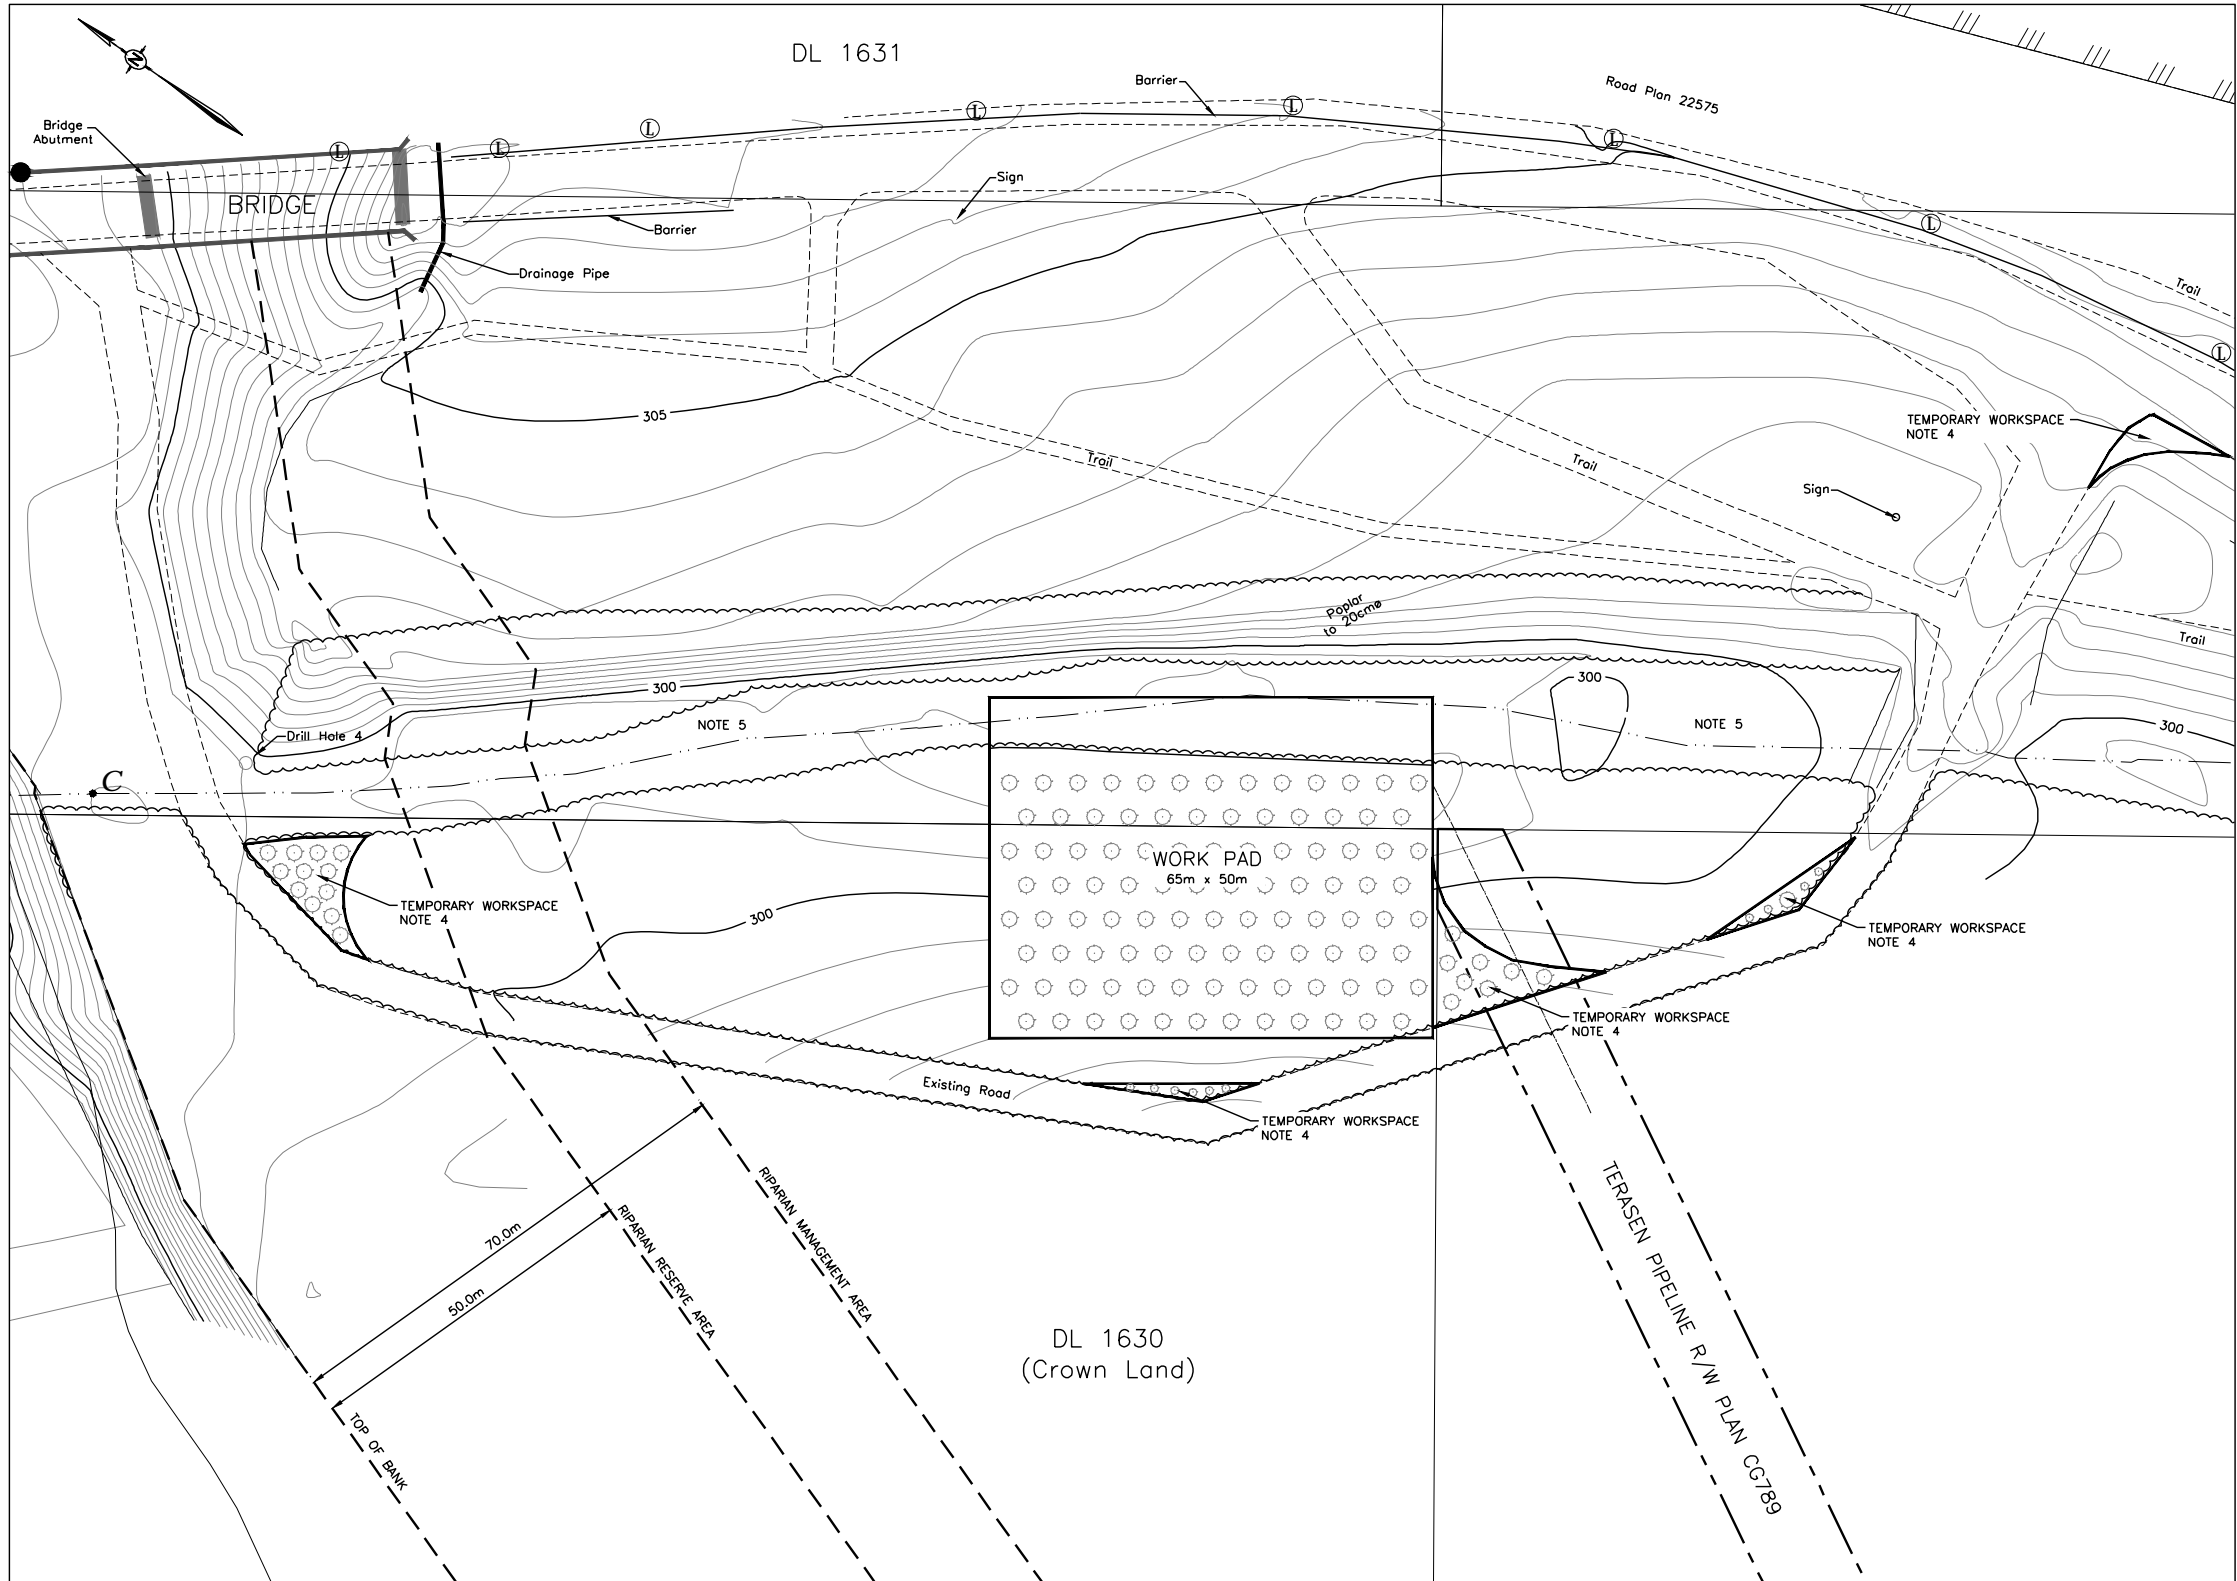 DL 1631
Barrier
Road Plan 22575
N
Bridge
Abutment
L
L
L
L
L
L
L
L
BRIDGE
Sign
Barrier
Drainage Pipe
Trail
305
TEMPORARY WORKSPACE
NOTE 4
Trail
Trail
Sign
Poplar
to 20cmø
Trail
300
300
NOTE 5
NOTE 5
300
Drill Hole 4
C
WORK PAD
65m x 50m
TEMPORARY WORKSPACE
NOTE 4
300
TEMPORARY WORKSPACE
NOTE 4
TEMPORARY WORKSPACE
NOTE 4
Existing Road
TEMPORARY WORKSPACE
NOTE 4
70.0m
50.0m
RIPARIAN RESERVE AREA
RIPARIAN MANAGEMENT AREA
TERASEN PIPELINE R/W PLAN CG789
DL 1630
(Crown Land)
TOP OF BANK